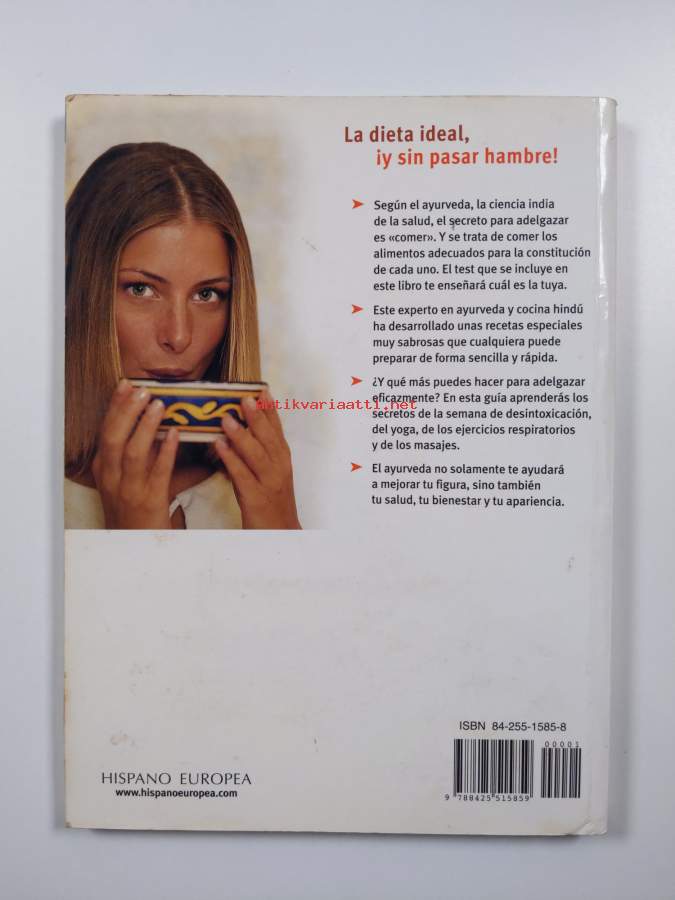 La dieta ideal,
¡y sin pasar hambre!
Según el ayurveda, la ciencia india
de la salud, el secreto para adelgazar
es «comer». Y se trata de comer los
alimentos adecuados para la constitución
de cada uno. El test que se incluye en
este libro te enseñará cuál es la tuya.
Este experto en ayurveda y cocina hindú
ha desarrollado unas recetas especiales
muy sabrosas que cualquiera puede
preparar de forma sencilla y rápida.
¿Y qué más puedes hacer para adelgazar
eficazmente? En esta guía aprenderás los
secretos de la semana de desintoxicación,
del yoga, de los ejercicios respiratorios
y de los masajes.
El ayurveda no solamente te ayudará
a mejorar tu figura, sino también
tu salud, tu bienestar y tu apariencia.
antikvariaatti.net
ISBN 84-255-1585-8
00001
9 788425 515859
HISPANO EUROPEA
www.hispanoeuropea.com